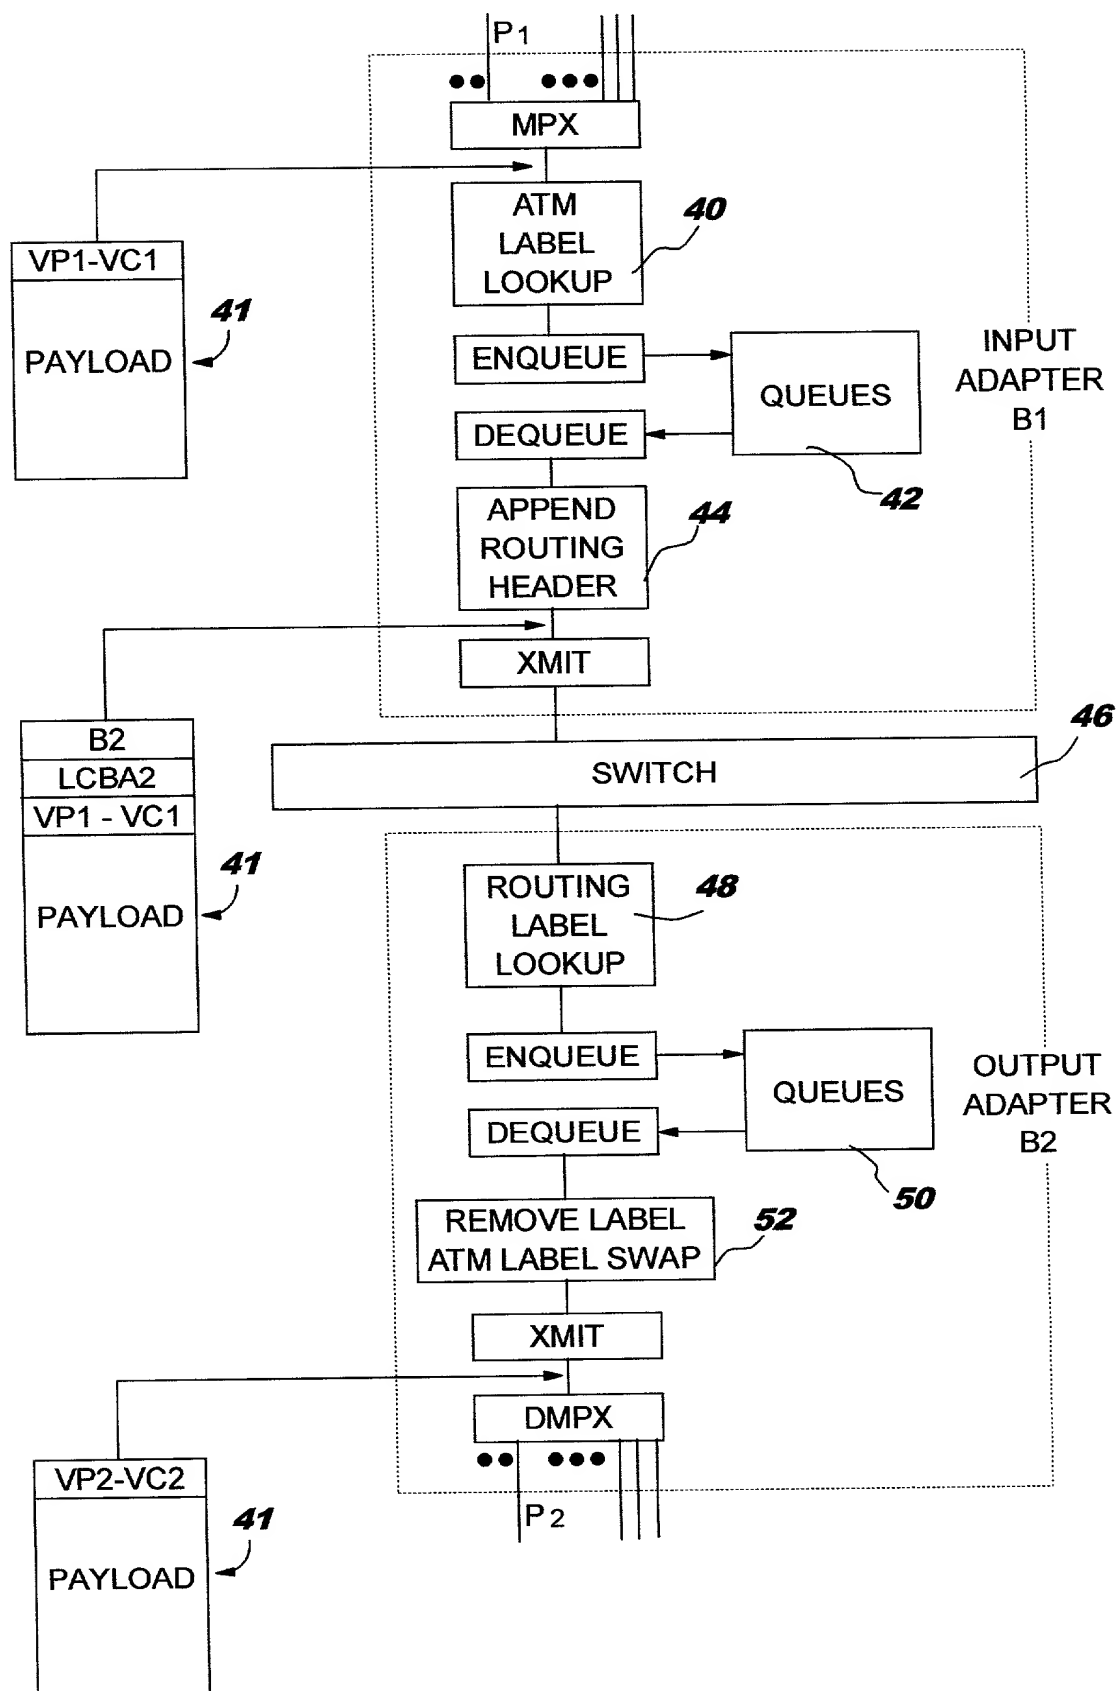 P1
MPX
ATM
LABEL
LOOKUP
40
VP1-VC1
PAYLOAD
41
ENQUEUE
QUEUES
DEQUEUE
42
INPUT
ADAPTER
B1
APPEND
ROUTING
HEADER
44
XMIT
B2
LCBA2
VP1 - VC1
PAYLOAD
41
SWITCH
46
ROUTING
LABEL
LOOKUP
48
ENQUEUE
QUEUES
DEQUEUE
50
OUTPUT
ADAPTER
B2
REMOVE LABEL
ATM LABEL SWAP
52
XMIT
DMPX
P2
VP2-VC2
PAYLOAD
41